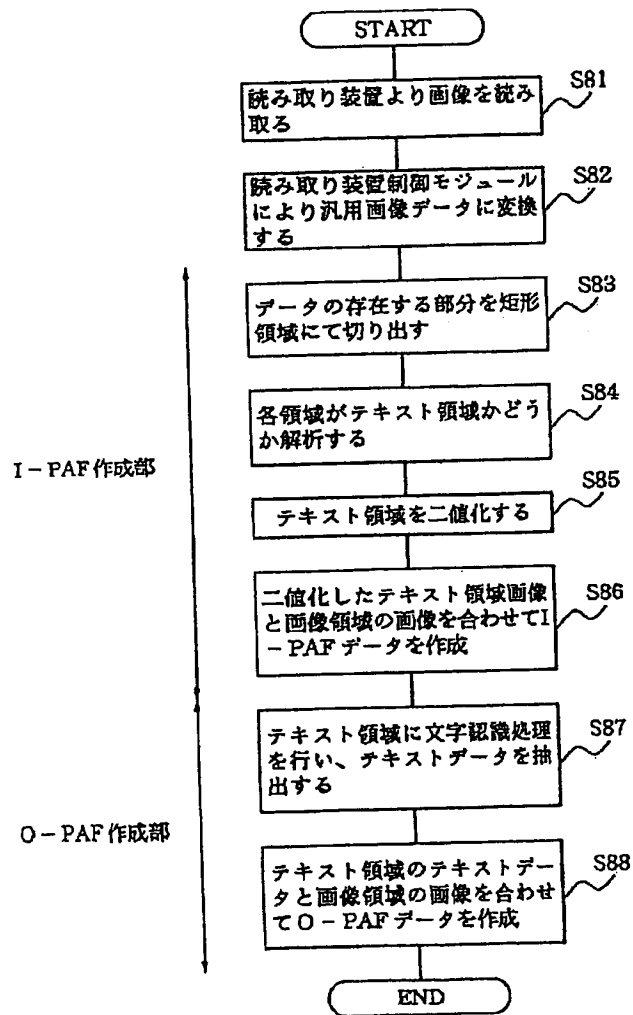 START
読み取り装置より画像を読み
取る
S81
読み取り装置制御モジュール
により汎用画像データに変換
する
S82
データの存在する部分を矩形
領域にて切り出す
S83
各領域がテキスト領域かどう
か解析する
S84
I-PAF作成部
テキスト領域を二値化する
S85
二値化したテキスト領域画像
と画像領域の画像を合わせてI
-PAFデータを作成
S86
テキスト領域に文字認識処理
を行い、テキストデータを抽
出する
S87
O-PAF作成部
テキスト領域のテキストデー
タと画像領域の画像を合わせ
てO-PAFデータを作成
S88
END